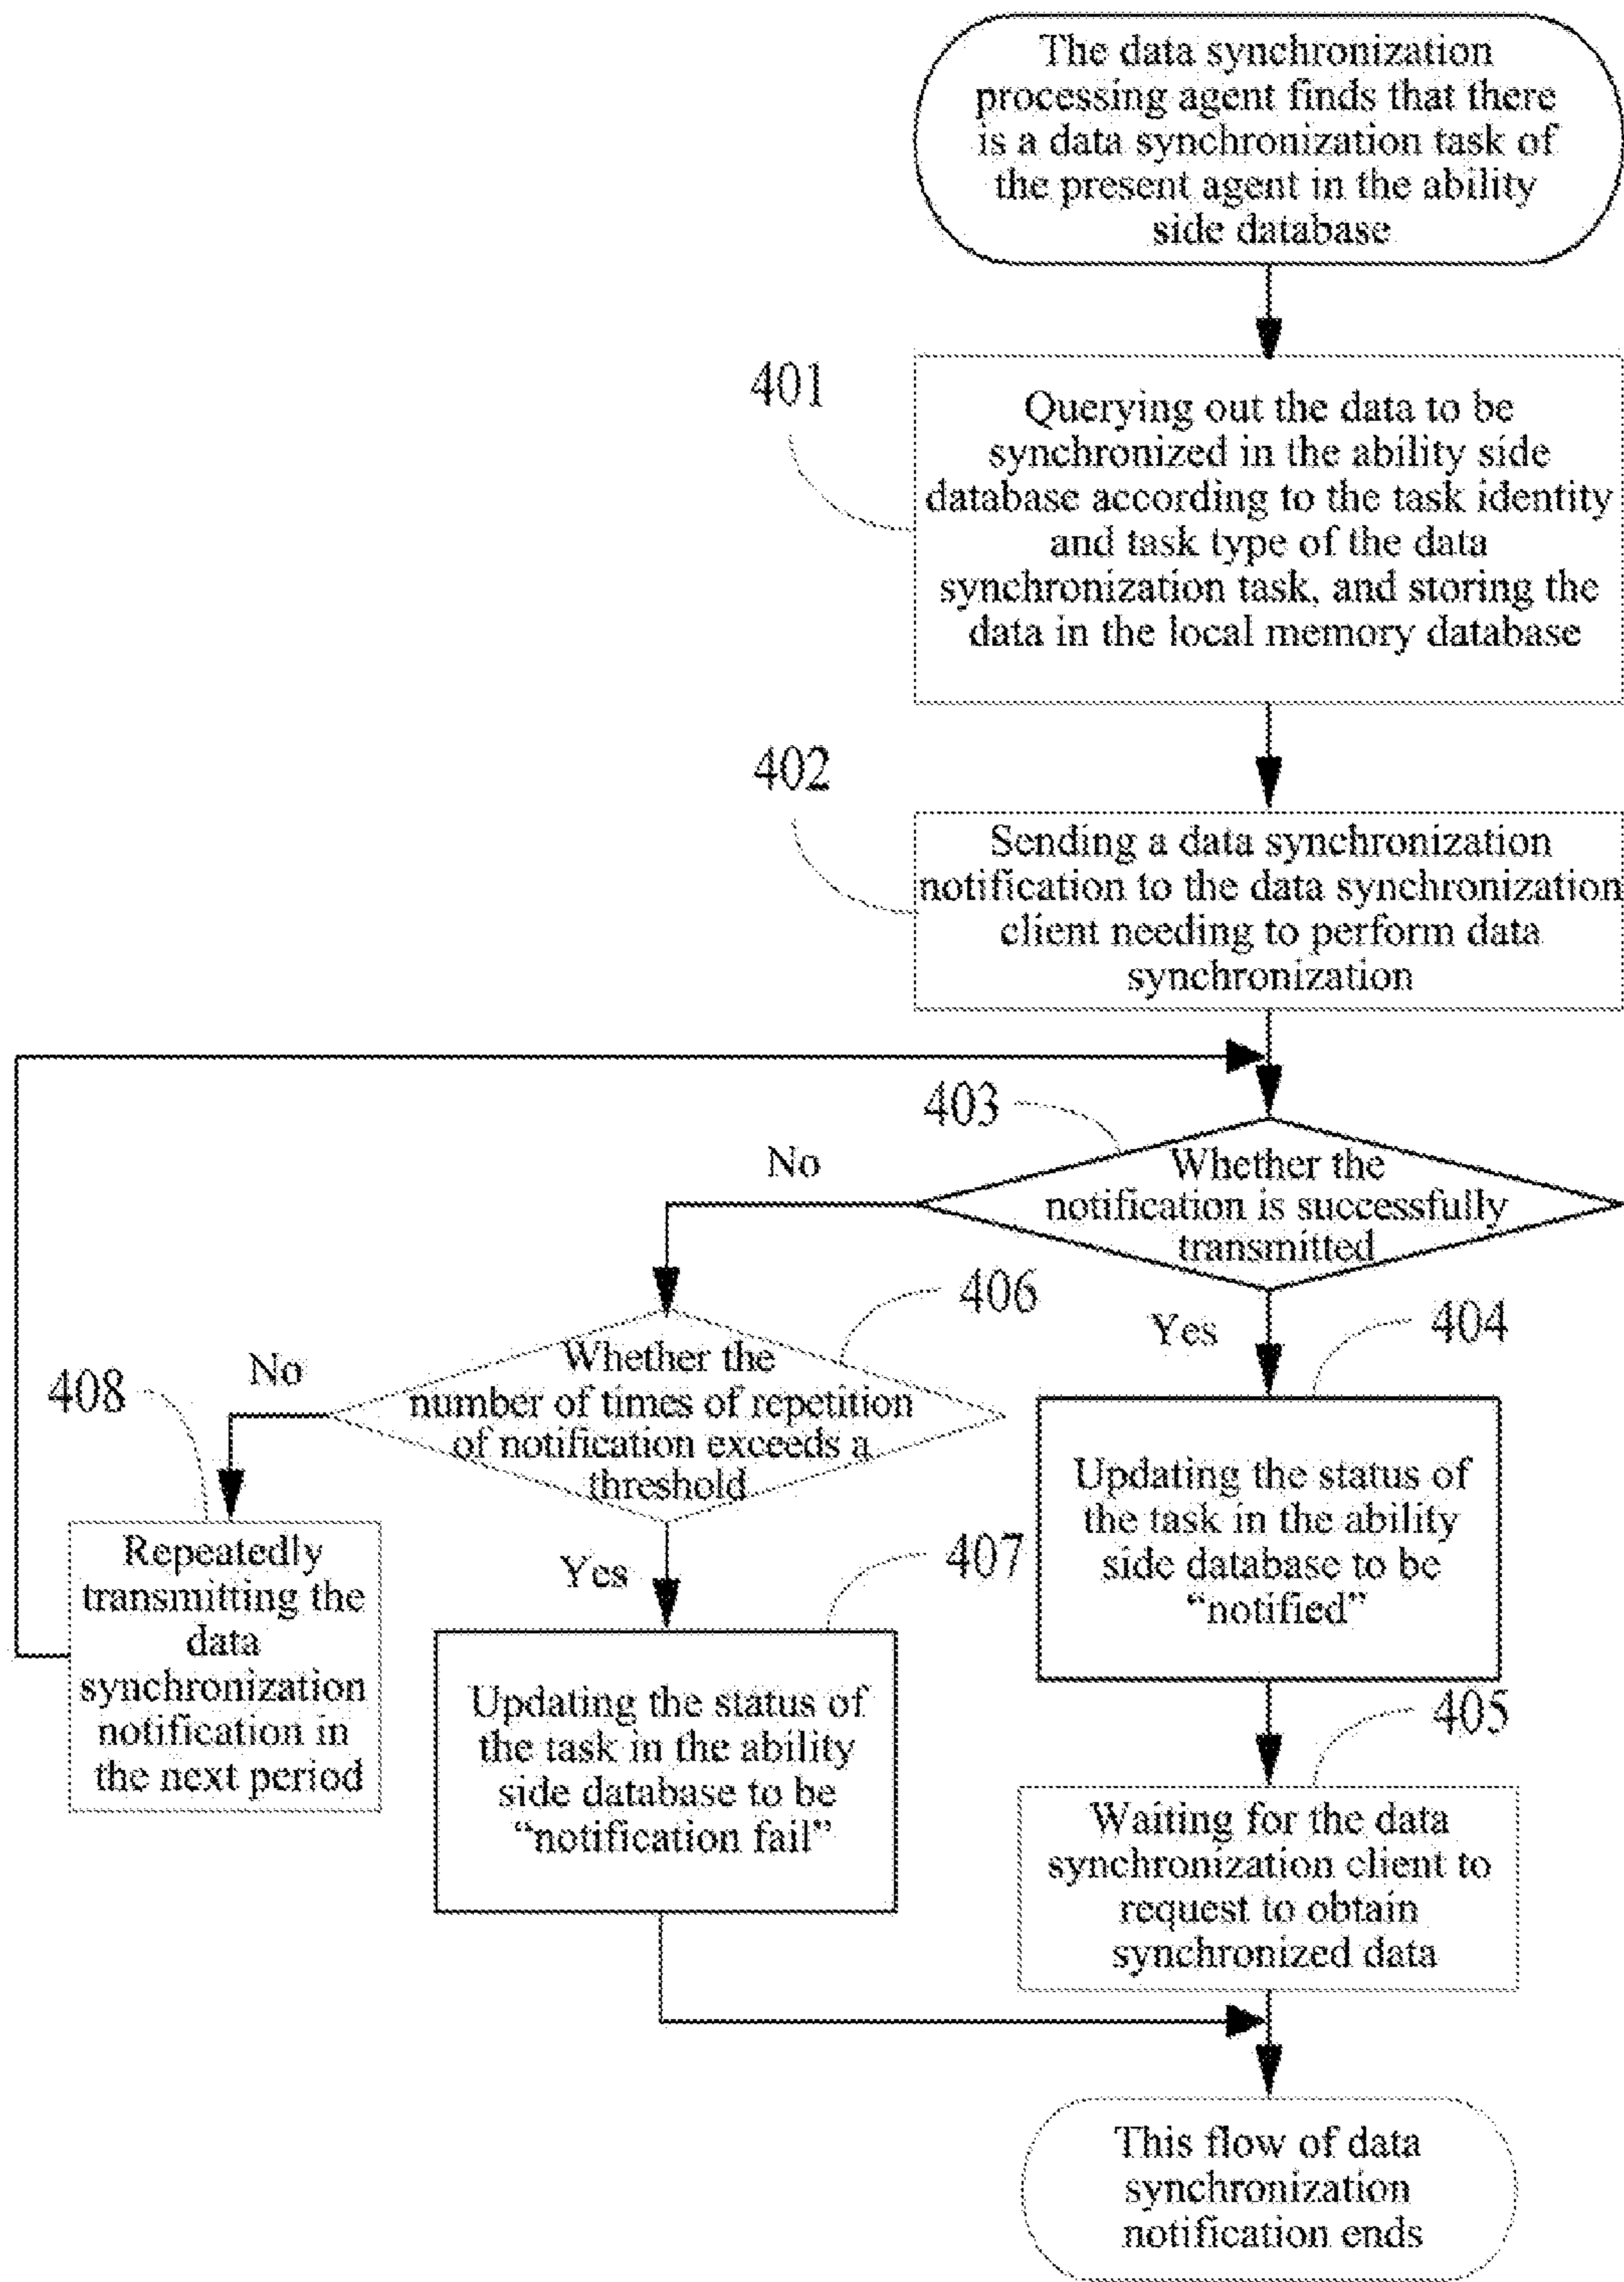 The data synchronization
processing agent finds that there
is a data synchronization task of
the present agent in the ability
side database
401
Querying out the data to be
synchronized in the ability side
database according to the task identity
and task type of the data
synchronization task, and storing the
data in the local memory database
402
Sending a data synchronization
notification to the data synchronization
client needing to perform data
synchronization
403
No
Whether the
notification is successfully
transmitted
406
Yes
404
No
408
Whether the
number of times of repetition
of notification exceeds a
threshold
Updating the status of
the task in the ability
side database to be
“notified”
Repeatedly
transmitting the
data
synchronization
notification in
the next period
Yes
407
Updating the status of
the task in the ability
side database to be
“notification fail”
405
Waiting for the data
synchronization client to
request to obtain
synchronized data
This flow of data
synchronization
notification ends